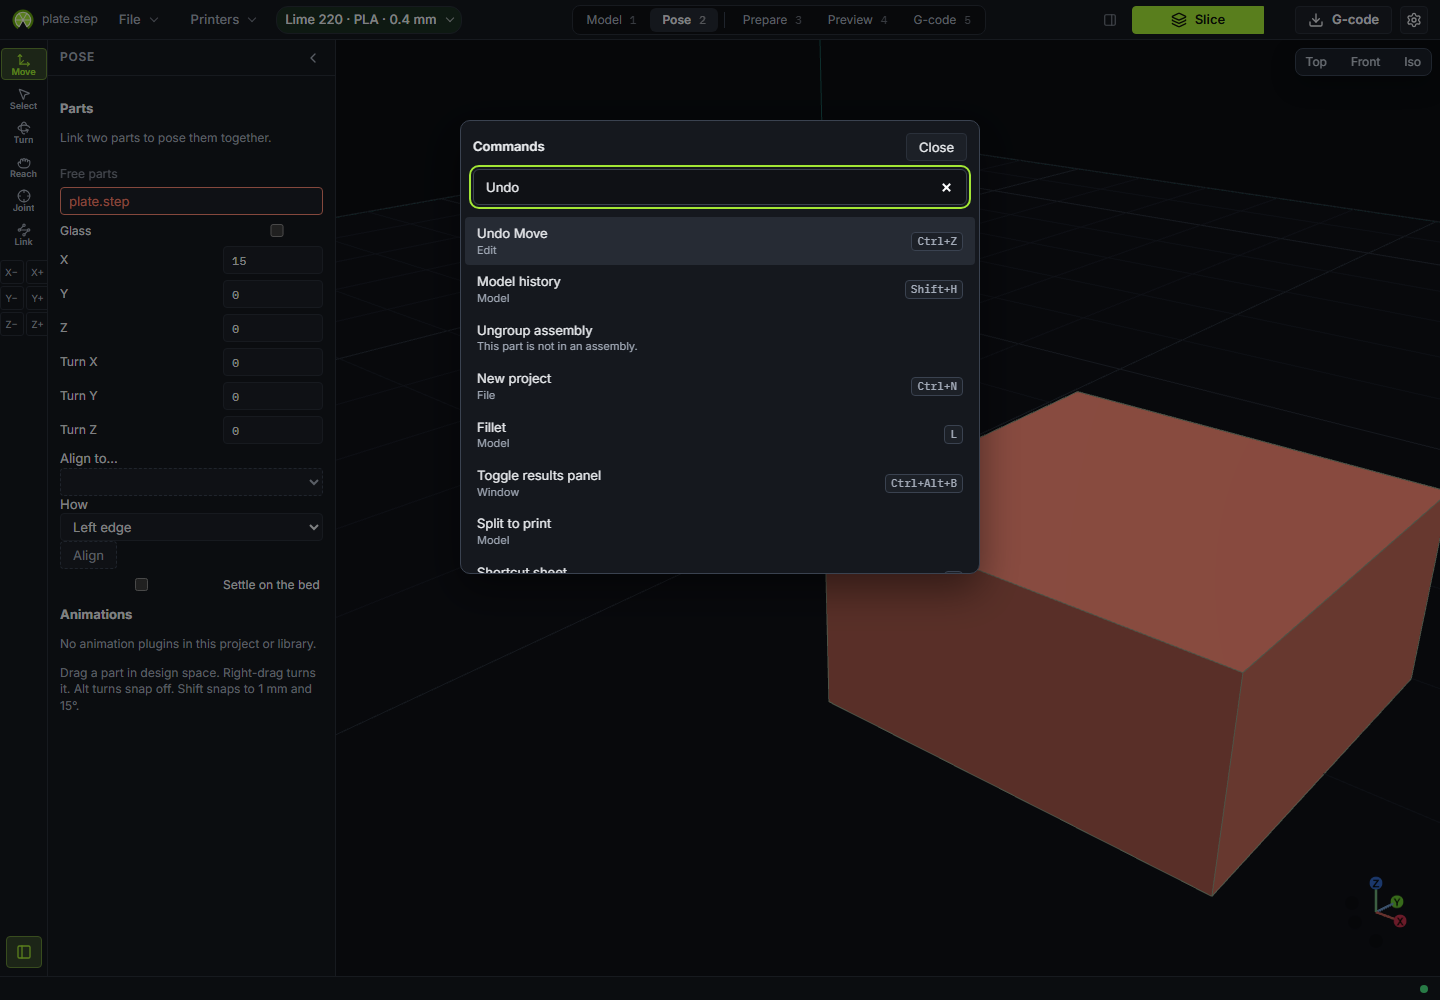 plate.step
File
Printers
Lime 220 · PLA · 0.4 mm
Model 1
Pose 2
Prepare 3
Preview 4
G-code 5
Slice
G-code
Move
Select
Turn
Reach
Joint
Link
X− X+
Y− Y+
Z− Z+
POSE
Parts
Link two parts to pose them together.
Free parts
plate.step
Glass
X 15
Y 0
Z 0
Turn X 0
Turn Y 0
Turn Z 0
Align to...
How
Left edge
Align
Settle on the bed
Animations
No animation plugins in this project or library.
Drag a part in design space. Right-drag turns
it. Alt turns snap off. Shift snaps to 1 mm and
15°.
Commands
Close
Undo
Undo Move
Edit
Ctrl+Z
Model history
Model
Shift+H
Ungroup assembly
This part is not in an assembly.
New project
File
Ctrl+N
Fillet
Model
L
Toggle results panel
Window
Ctrl+Alt+B
Split to print
Model
Shortcut sheet
Top
Front
Iso
Z
Y
X